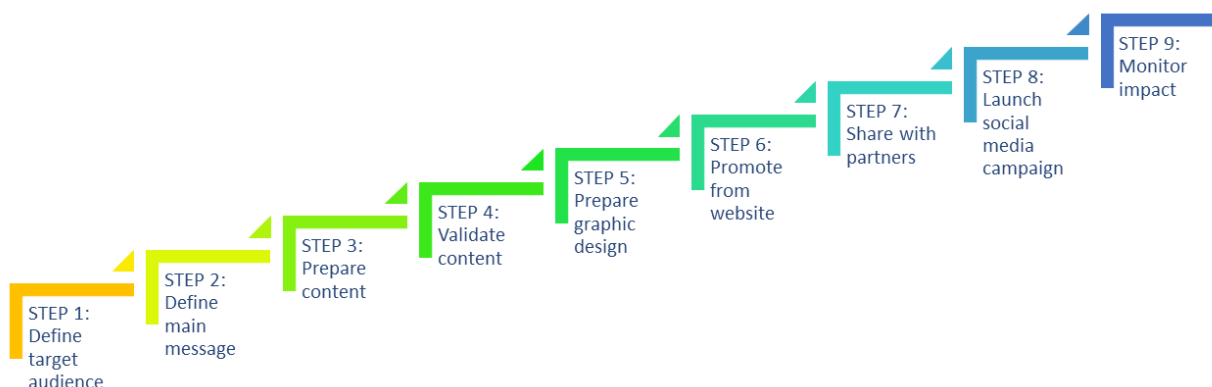 STEP 1:
Define
target
audience
STEP 2:
Define
main
message
STEP 3:
Prepare
content
STEP 4:
Validate
content
STEP 5:
Prepare
graphic
design
STEP 6:
Promote
from
website
STEP 7:
Share with
partners
STEP 8:
Launch
social
media
campaign
STEP 9:
Monitor
impact